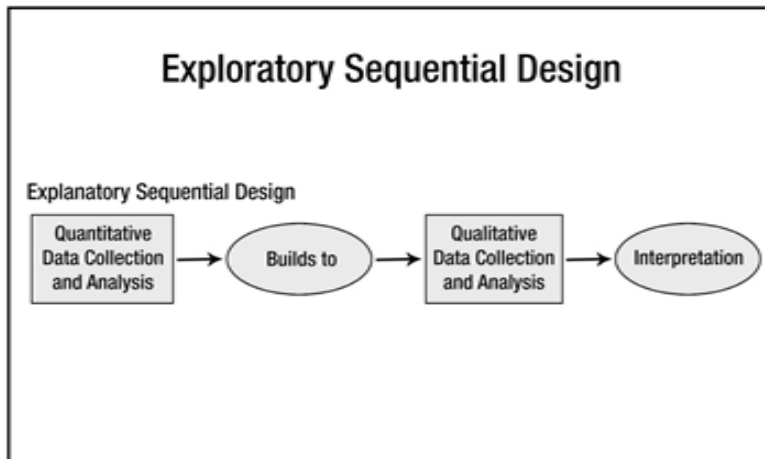 Exploratory Sequential Design
Explanatory Sequential Design
Quantitative
Data Collection
and Analysis
Builds to
Qualitative
Data Collection
and Analysis
Interpretation